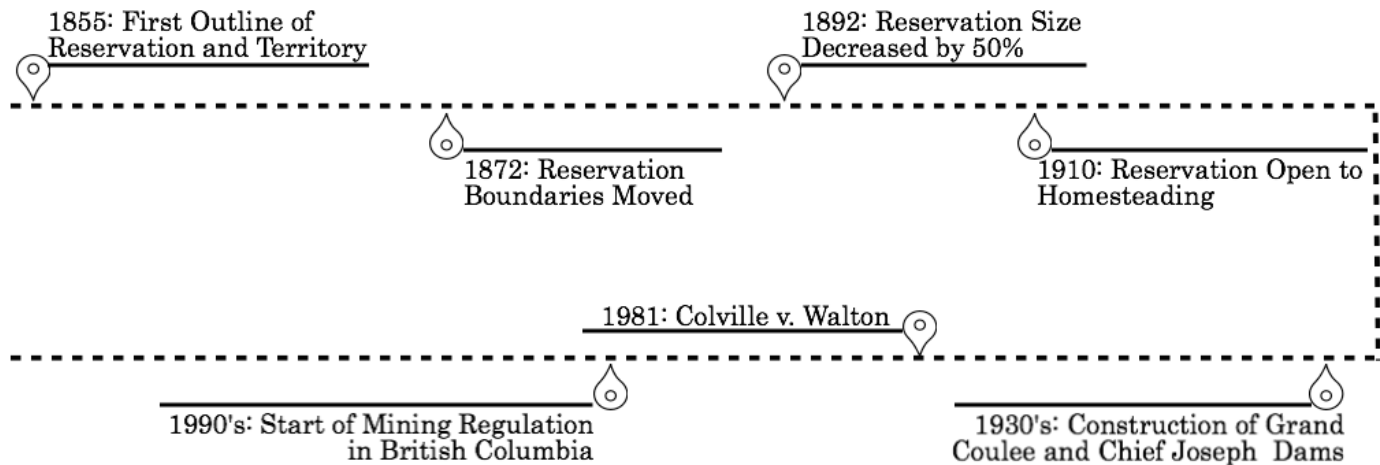 1855: First Outline of
Reservation and Territory
1872: Reservation
Boundaries Moved
1892: Reservation Size
Decreased by 50%
1910: Reservation Open to
Homesteading
1930's: Construction of Grand
Coulee and Chief Joseph Dams
1981: Colville v. Walton
1990's: Start of Mining Regulation
in British Columbia